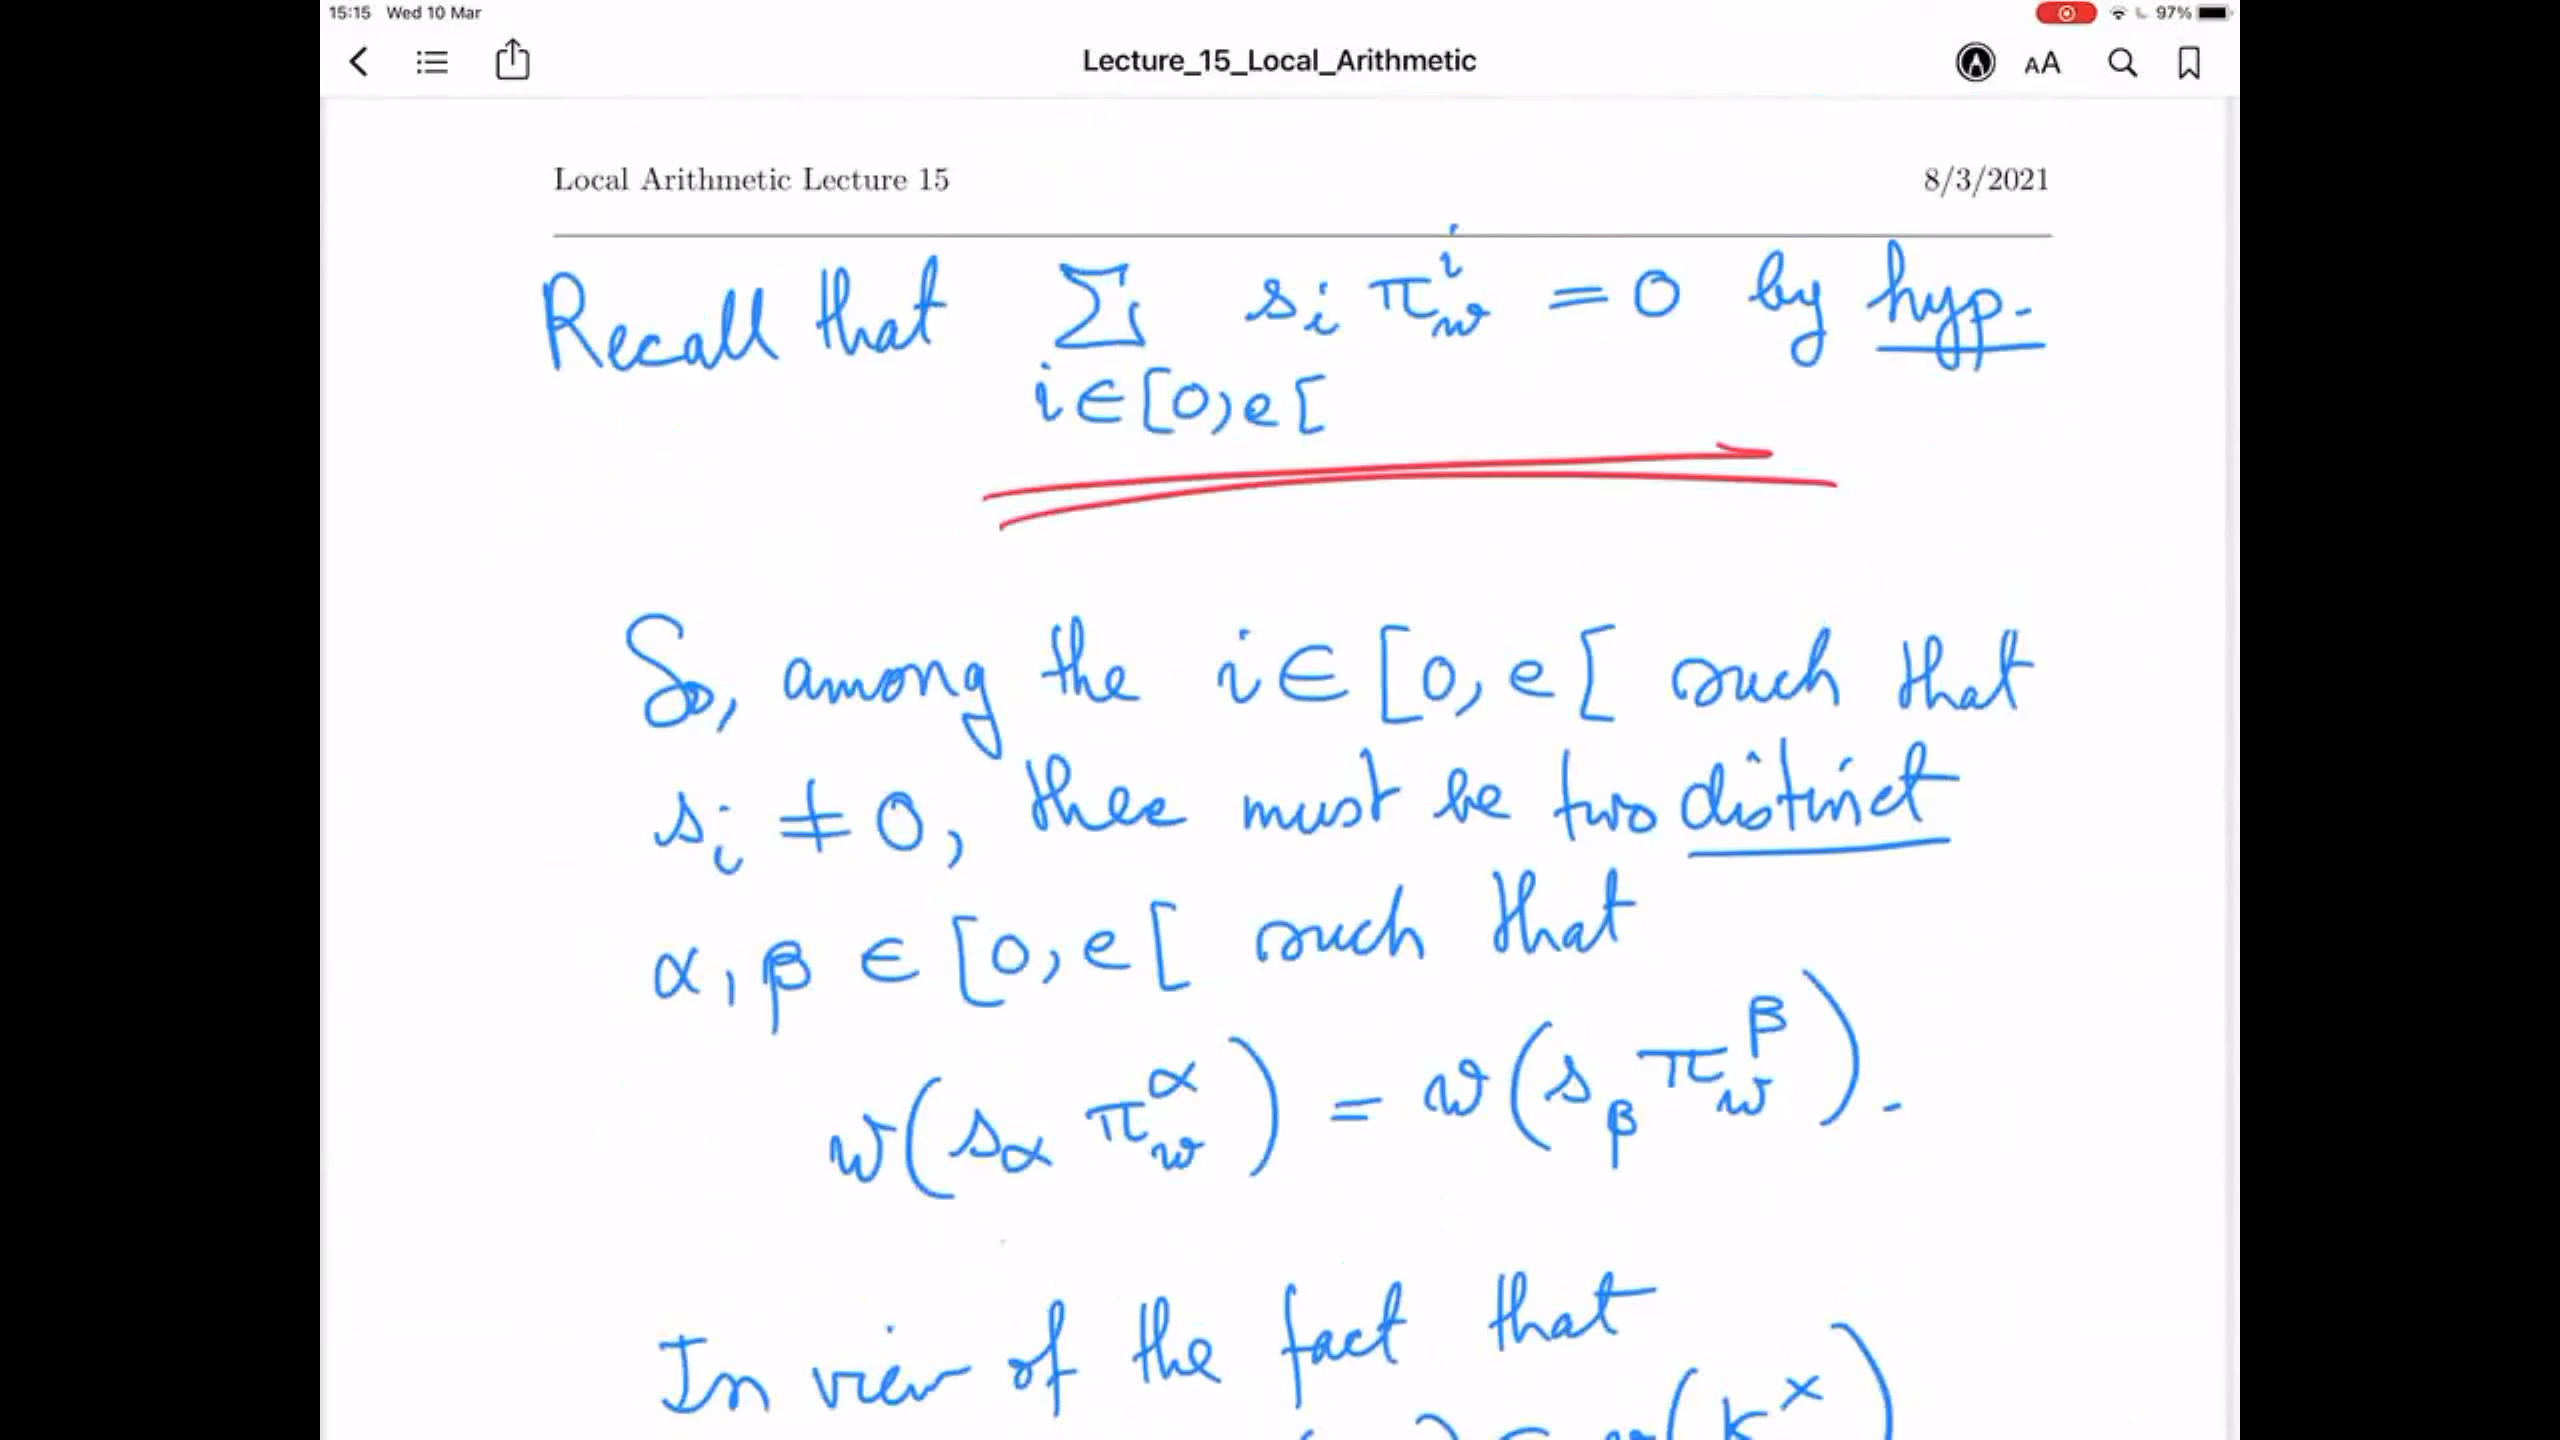 15:15 Wed 10 Mar 97%
Lecture_15_Local_Arithmetic AA
Local Arithmetic Lecture 15 8/3/2021
Recall that ∑ s_i π_w^i = 0 by hyp.
i∈[0,e[
So, among the i∈[0,e[ such that
s_i ≠ 0, thee must be two distinct
α, β ∈ [0,e[ such that
w(s_α π_w^α) = w(s_β π_w^β).
In view of the fact that
w(K^×)